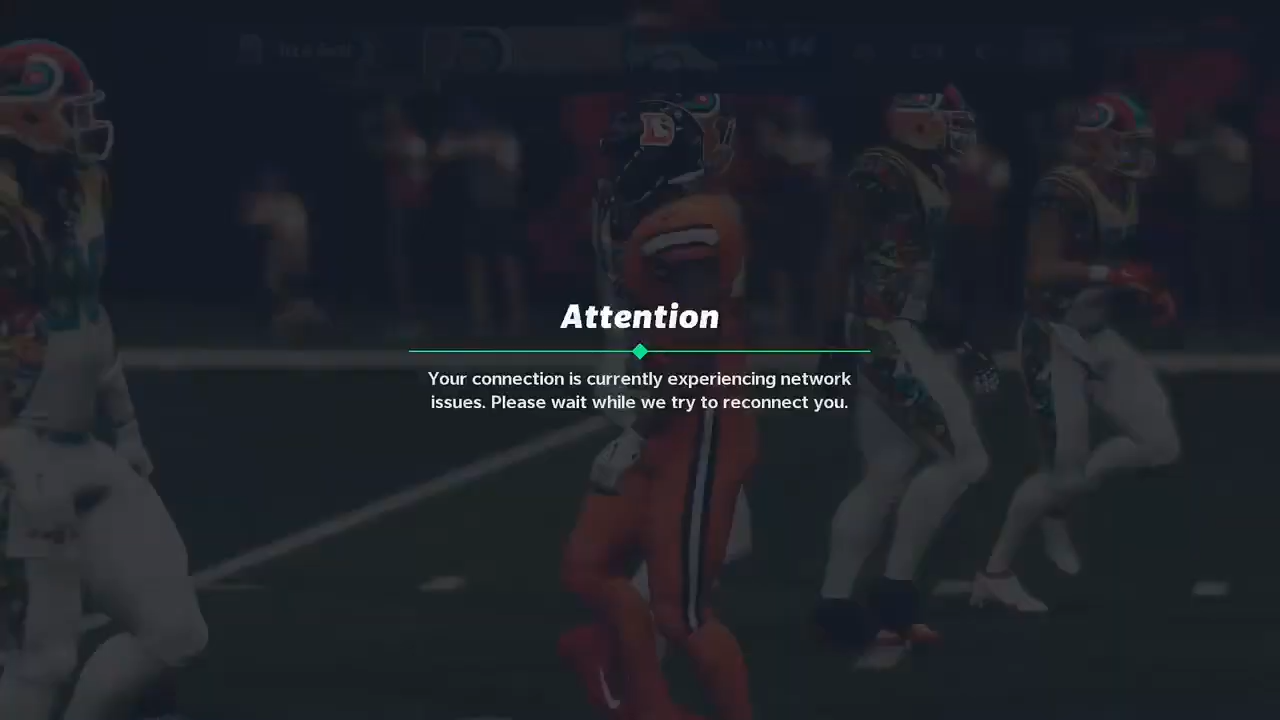 Attention
Your connection is currently experiencing network
issues. Please wait while we try to reconnect you.